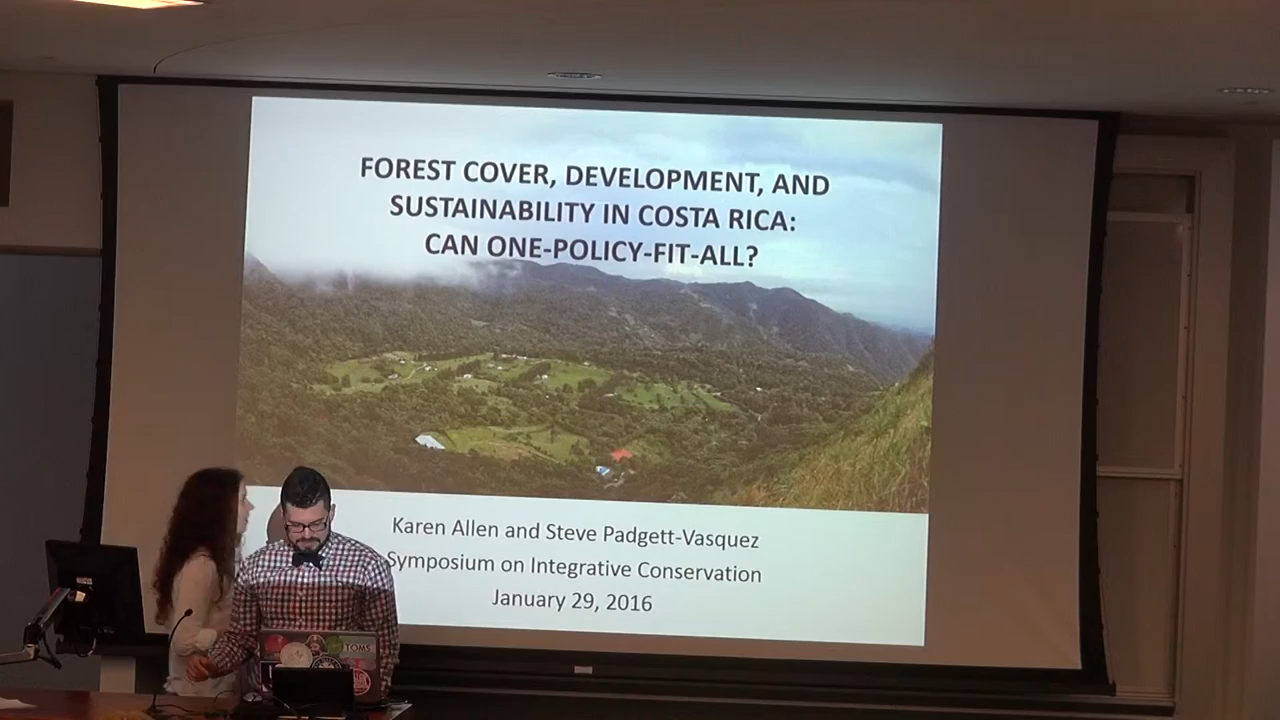 FOREST COVER, DEVELOPMENT, AND
SUSTAINABILITY IN COSTA RICA:
CAN ONE-POLICY-FIT-ALL?
Karen Allen and Steve Padgett-Vasquez
Symposium on Integrative Conservation
January 29, 2016
TOMS